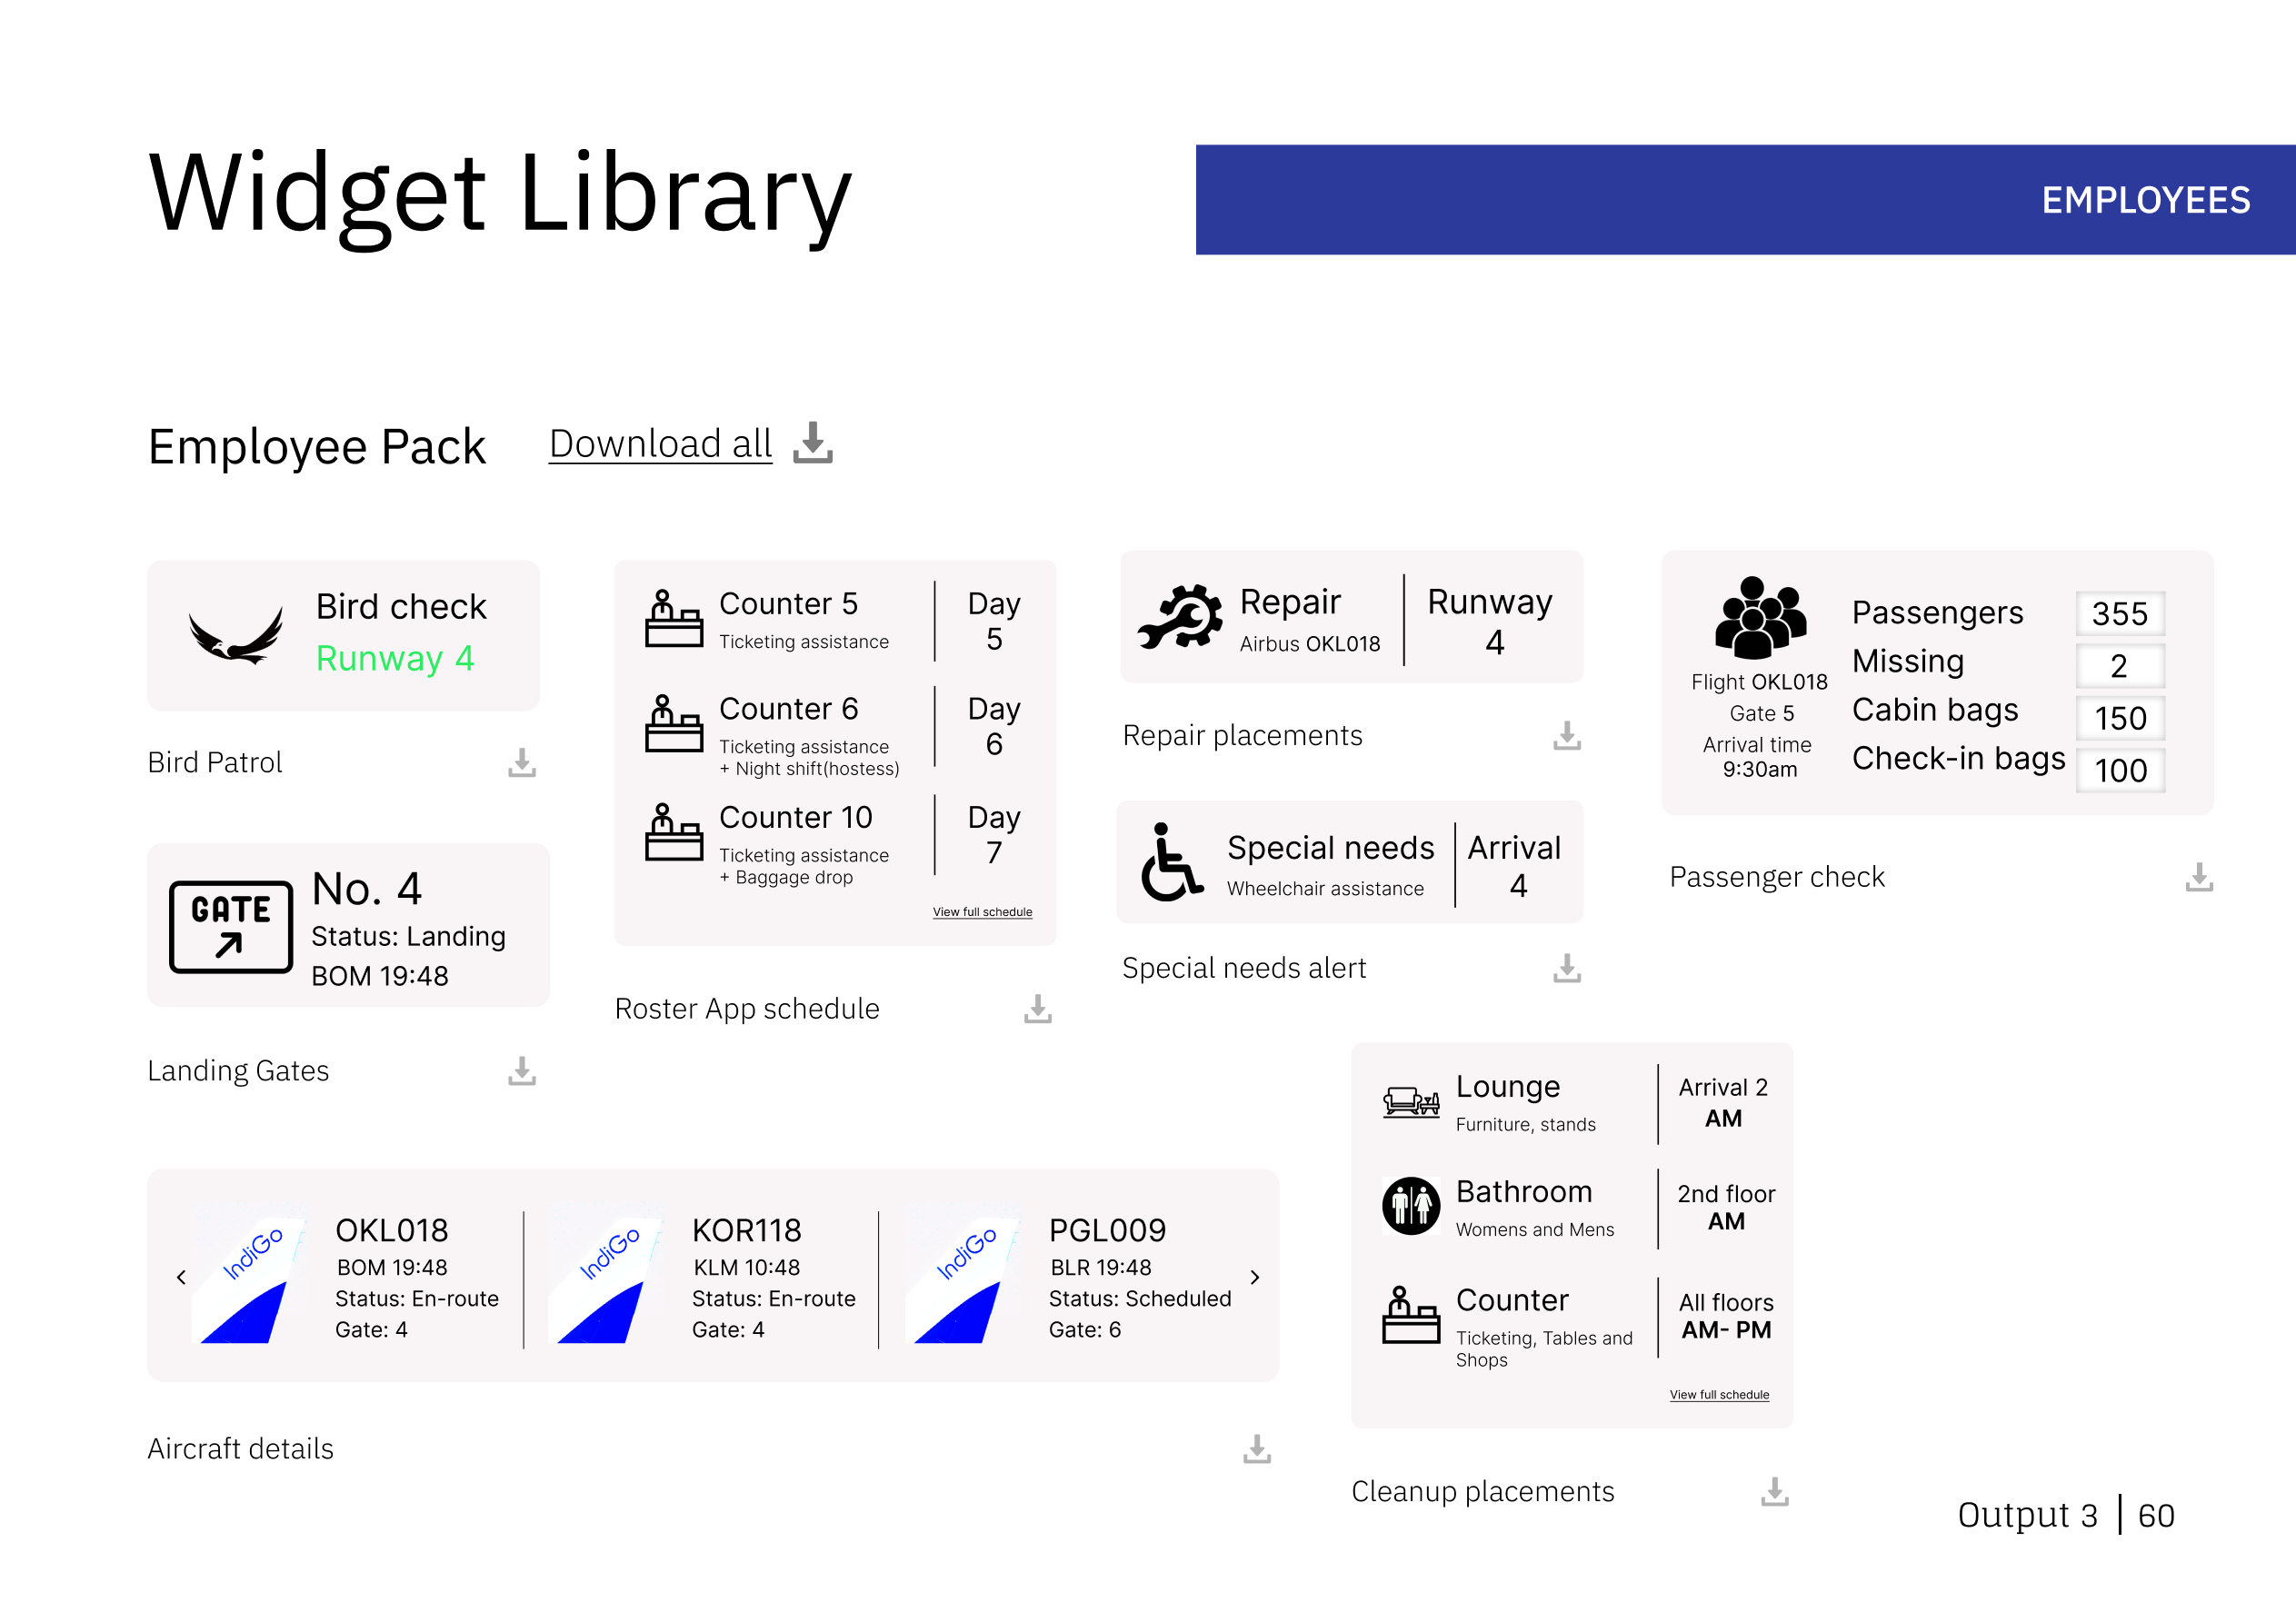 Widget Library
EMPLOYEES
Employee Pack
Download all
Bird check
Runway 4
Bird Patrol
GATE
No. 4
Status: Landing
BOM 19:48
Landing Gates
Counter 5
Ticketing assistance
Day
5
Counter 6
Ticketing assistance
+ Night shift(hostess)
Day
6
Counter 10
Ticketing assistance
+ Baggage drop
Day
7
View full schedule
Roster App schedule
Repair
Airbus OKL018
Runway
4
Repair placements
Special needs
Wheelchair assistance
Arrival
4
Special needs alert
Flight OKL018
Gate 5
Arrival time
9:30am
Passengers 355
Missing 2
Cabin bags 150
Check-in bags 100
Passenger check
IndiGo
OKL018
BOM 19:48
Status: En-route
Gate: 4
IndiGo
KOR118
KLM 10:48
Status: En-route
Gate: 4
IndiGo
PGL009
BLR 19:48
Status: Scheduled
Gate: 6
Aircraft details
Lounge
Furniture, stands
Arrival 2
AM
Bathroom
Womens and Mens
2nd floor
AM
Counter
Ticketing, Tables and
Shops
All floors
AM- PM
View full schedule
Cleanup placements
Output 3 | 60